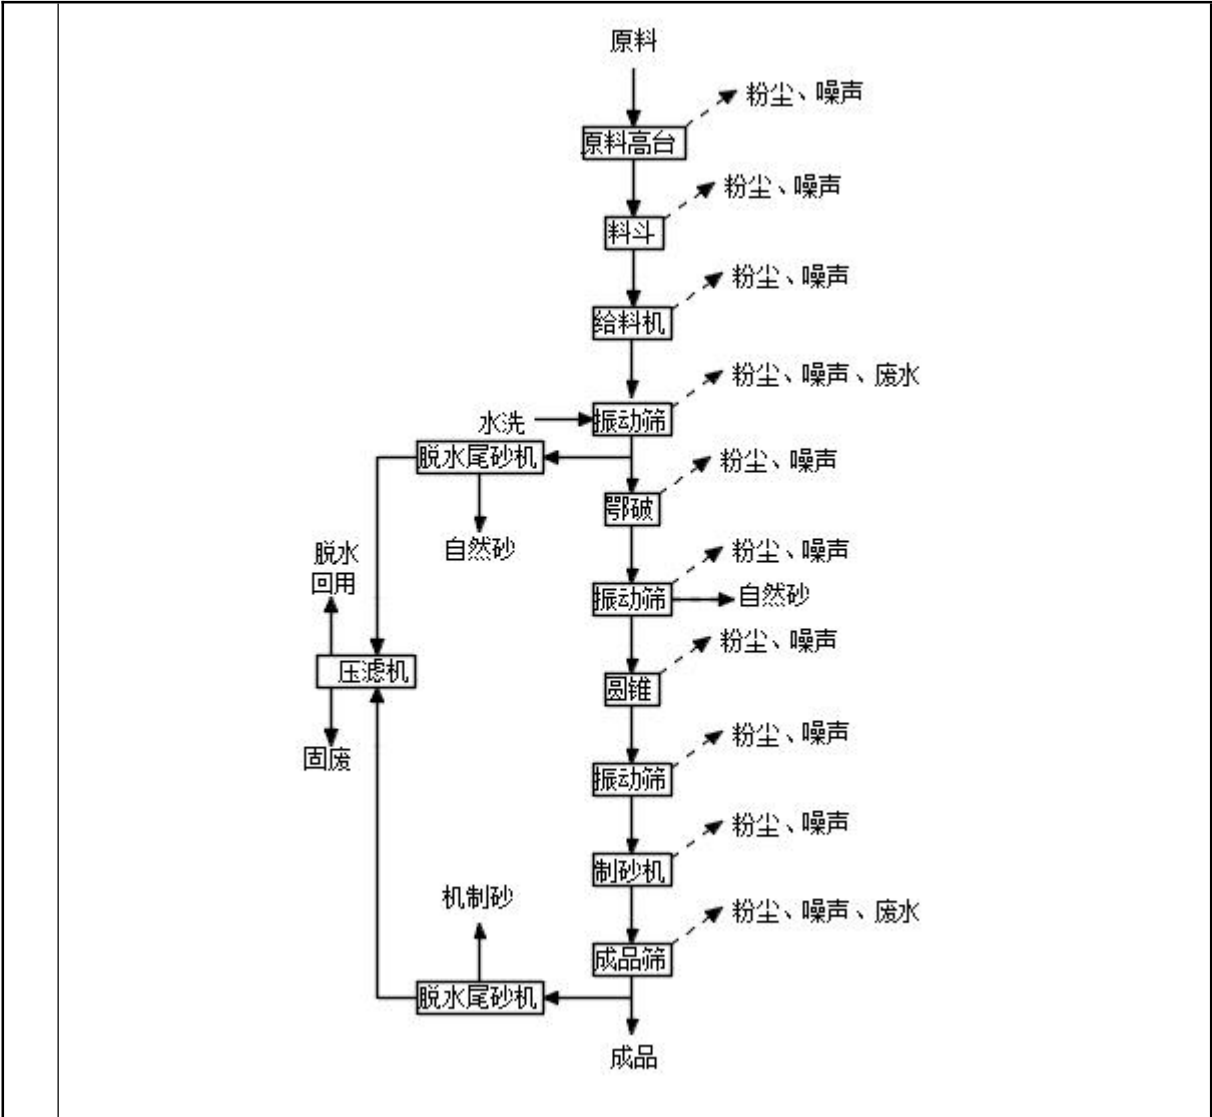 原料
粉尘、噪声
原料高台
粉尘、噪声
料斗
粉尘、噪声
给料机
粉尘、噪声、废水
水洗
振动筛
脱水尾砂机
粉尘、噪声
鄂破
自然砂
粉尘、噪声
脱水
回用
振动筛
自然砂
粉尘、噪声
压滤机
圆锥
粉尘、噪声
固废
振动筛
粉尘、噪声
制砂机
机制砂
粉尘、噪声、废水
成品筛
脱水尾砂机
成品